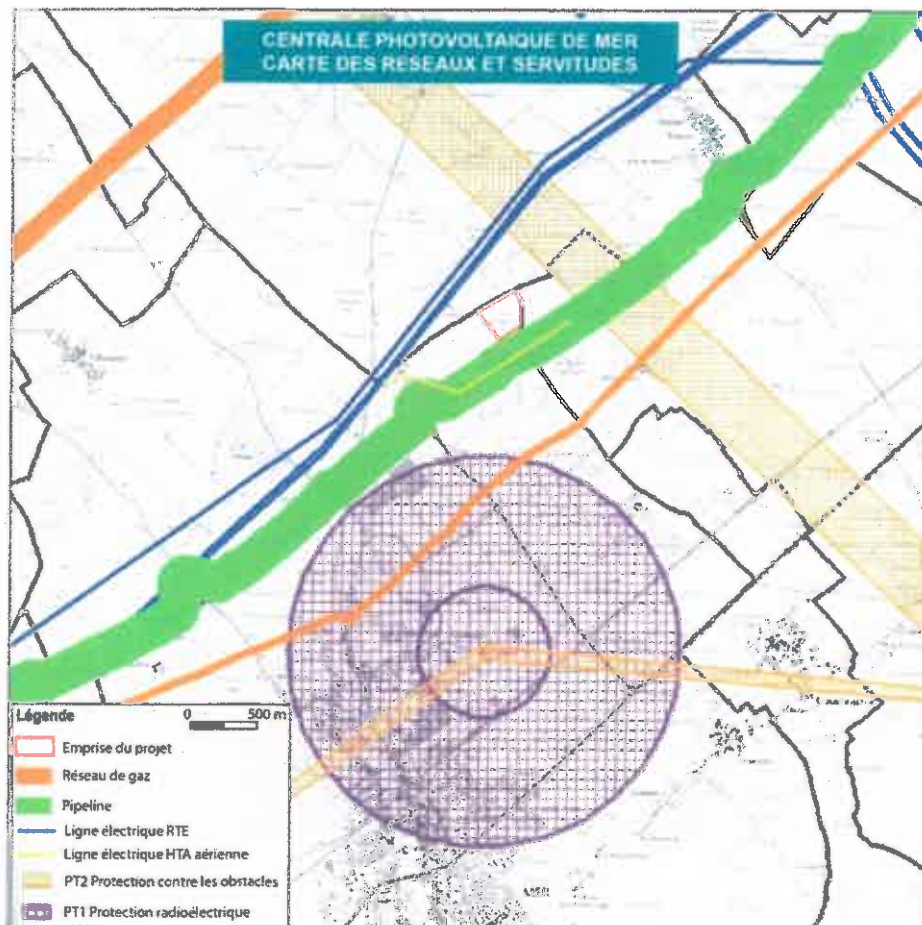 CENTRALE PHOTOVOLTAIQUE DE MER
CARTE DES RESEAUX ET SERVITUDES
Légende
0 500 m
Emprise du projet
Réseau de gaz
Pipeline
Ligne électrique RTE
Ligne électrique HTA aérienne
PT2 Protection contre les obstacles
PT1 Protection radioélectrique